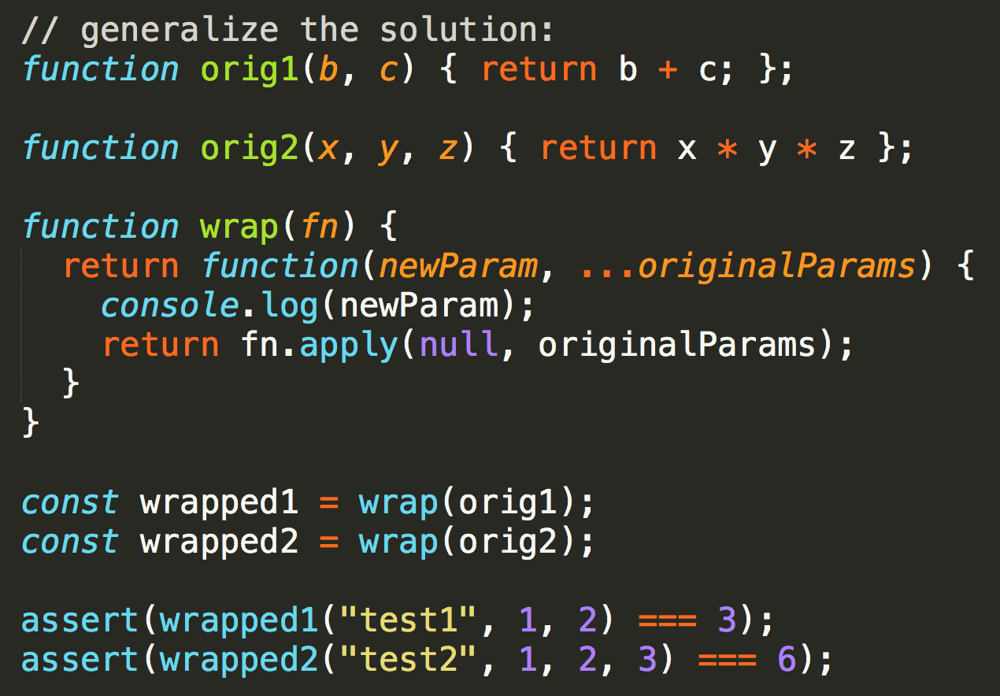 // generalize the solution:
function orig1(b, c) { return b + c; };
function orig2(x, y, z) { return x * y * z };
function wrap(fn) {
  return function(newParam, ...originalParams) {
    console.log(newParam);
    return fn.apply(null, originalParams);
  }
}
const wrapped1 = wrap(orig1);
const wrapped2 = wrap(orig2);
assert(wrapped1("test1", 1, 2) === 3);
assert(wrapped2("test2", 1, 2, 3) === 6);